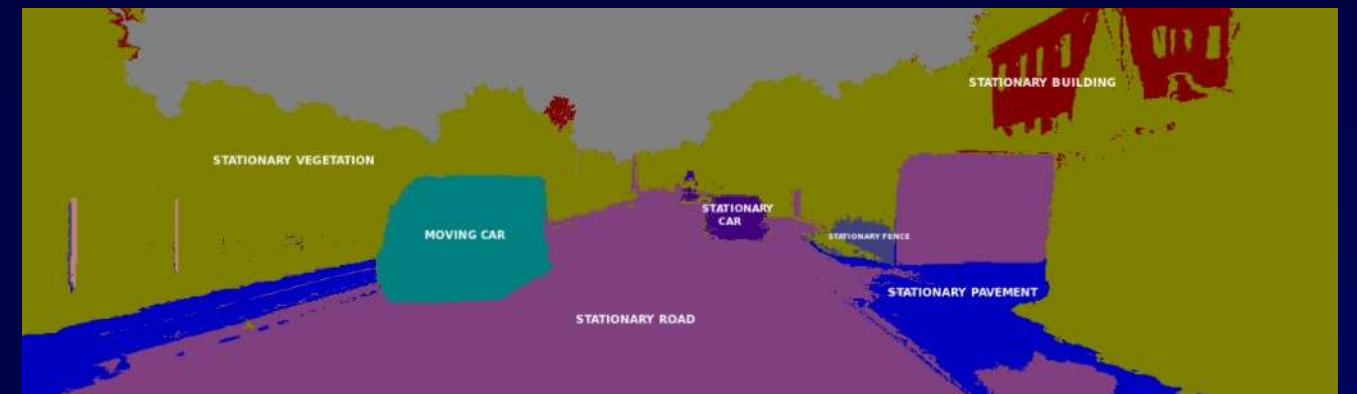 STATIONARY BUILDING
STATIONARY VEGETATION
STATIONARY
CAR
MOVING CAR
STATIONARY FENCE
STATIONARY PAVEMENT
STATIONARY ROAD